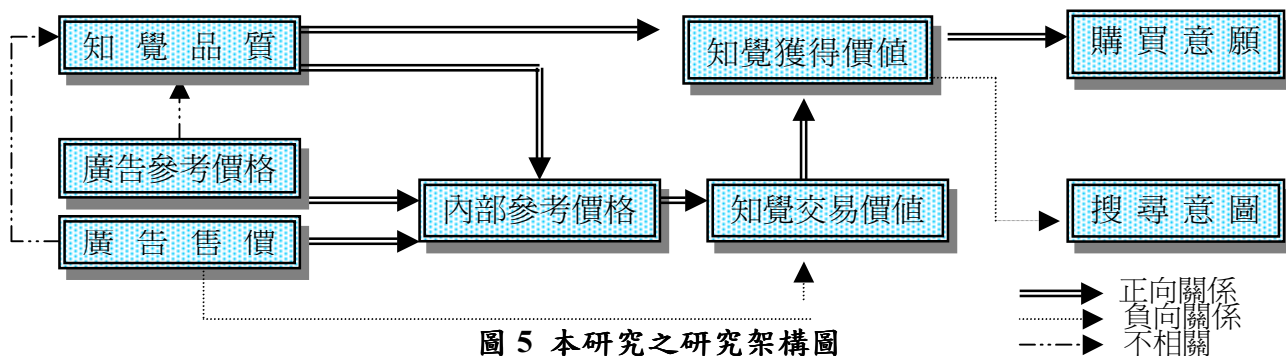 知覺品質
知覺獲得價值
購買意願
廣告參考價格
內部參考價格
知覺交易價值
搜尋意圖
廣告售價
正向關係
負向關係
不相關
圖 5 本研究之研究架構圖